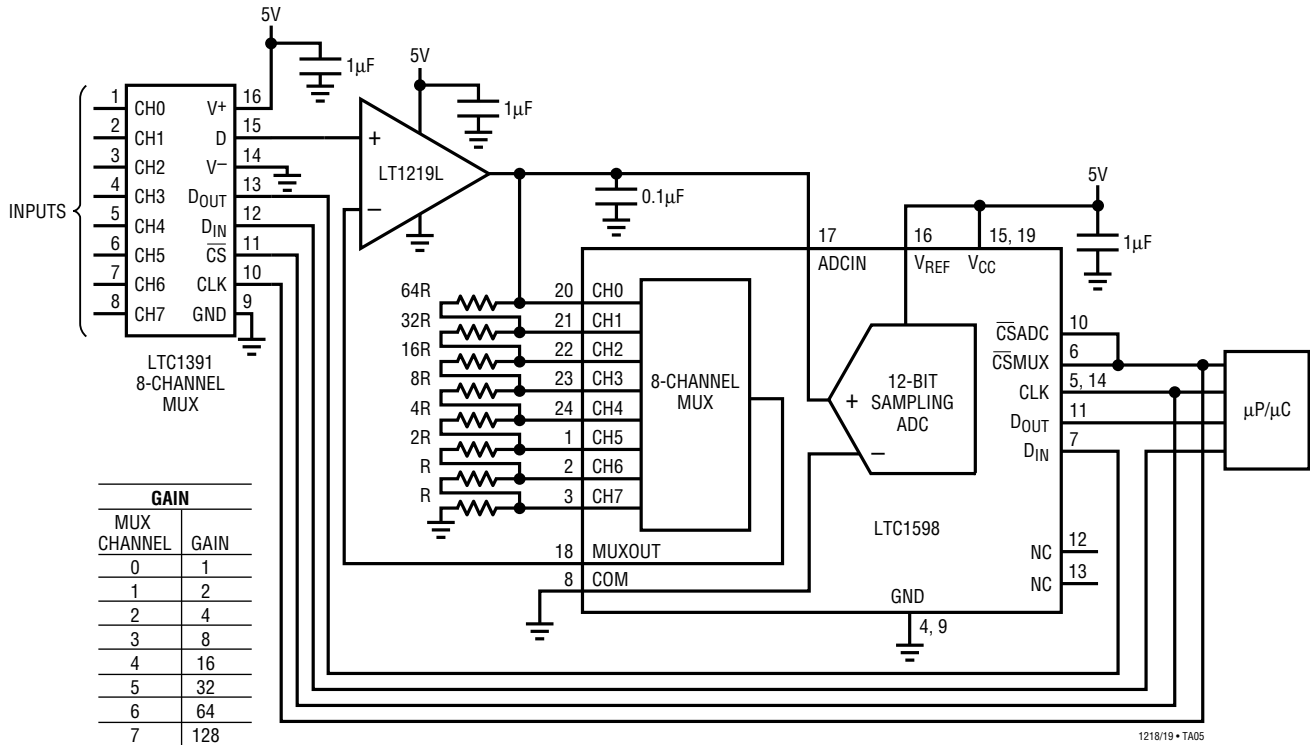 5V
1µF
5V
1µF
INPUTS
1 CH0 V+ 16
2 CH1 D 15
3 CH2 V– 14
4 CH3 DOUT 13
5 CH4 DIN 12
6 CH5 CS 11
7 CH6 CLK 10
8 CH7 GND 9
LTC1391
8-CHANNEL
MUX
+
–
LT1219L
0.1µF
5V
1µF
17
ADCIN
16
VREF
15, 19
VCC
64R 20 CH0
32R 21 CH1
16R 22 CH2
8R 23 CH3
4R 24 CH4
2R 1 CH5
R 2 CH6
R 3 CH7
8-CHANNEL
MUX
18 MUXOUT
8 COM
+
–
12-BIT
SAMPLING
ADC
LTC1598
CSADC 10
CSMUX 6
CLK 5, 14
DOUT 11
DIN 7
NC 12
NC 13
GND
4, 9
µP/µC
GAIN
MUX
CHANNEL GAIN
0 1
1 2
2 4
3 8
4 16
5 32
6 64
7 128
1218/19 • TA05